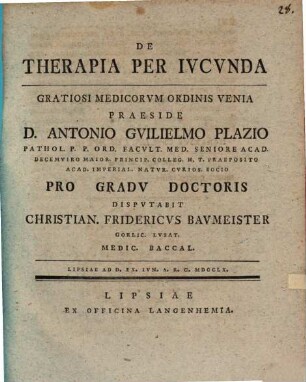 28.
DE
THERAPIA PER IVCVNDA
GRATIOSI MEDICORVM ORDINIS VENIA
PRAESIDE
D. ANTONIO GVILIELMO PLAZIO
PATHOL. P. P. ORD. FACVLT. MED. SENIORE ACAD.
DECEMVIRO MAIOR. PRINCIP. COLLEG. H. T. PRAEPOSITO
ACAD. IMPERIAL. NATVR. CVRIOS. SOCIO
PRO GRADV DOCTORIS
DISPVTABIT
CHRISTIAN. FRIDERICVS BAVMEISTER
GORLIC. LVSAT.
MEDIC. BACCAL.
LIPSIAE AD D. XX. IVN. A. R. C. MDCCLX.
LIPSIAE
EX OFFICINA LANGENHEMIA.